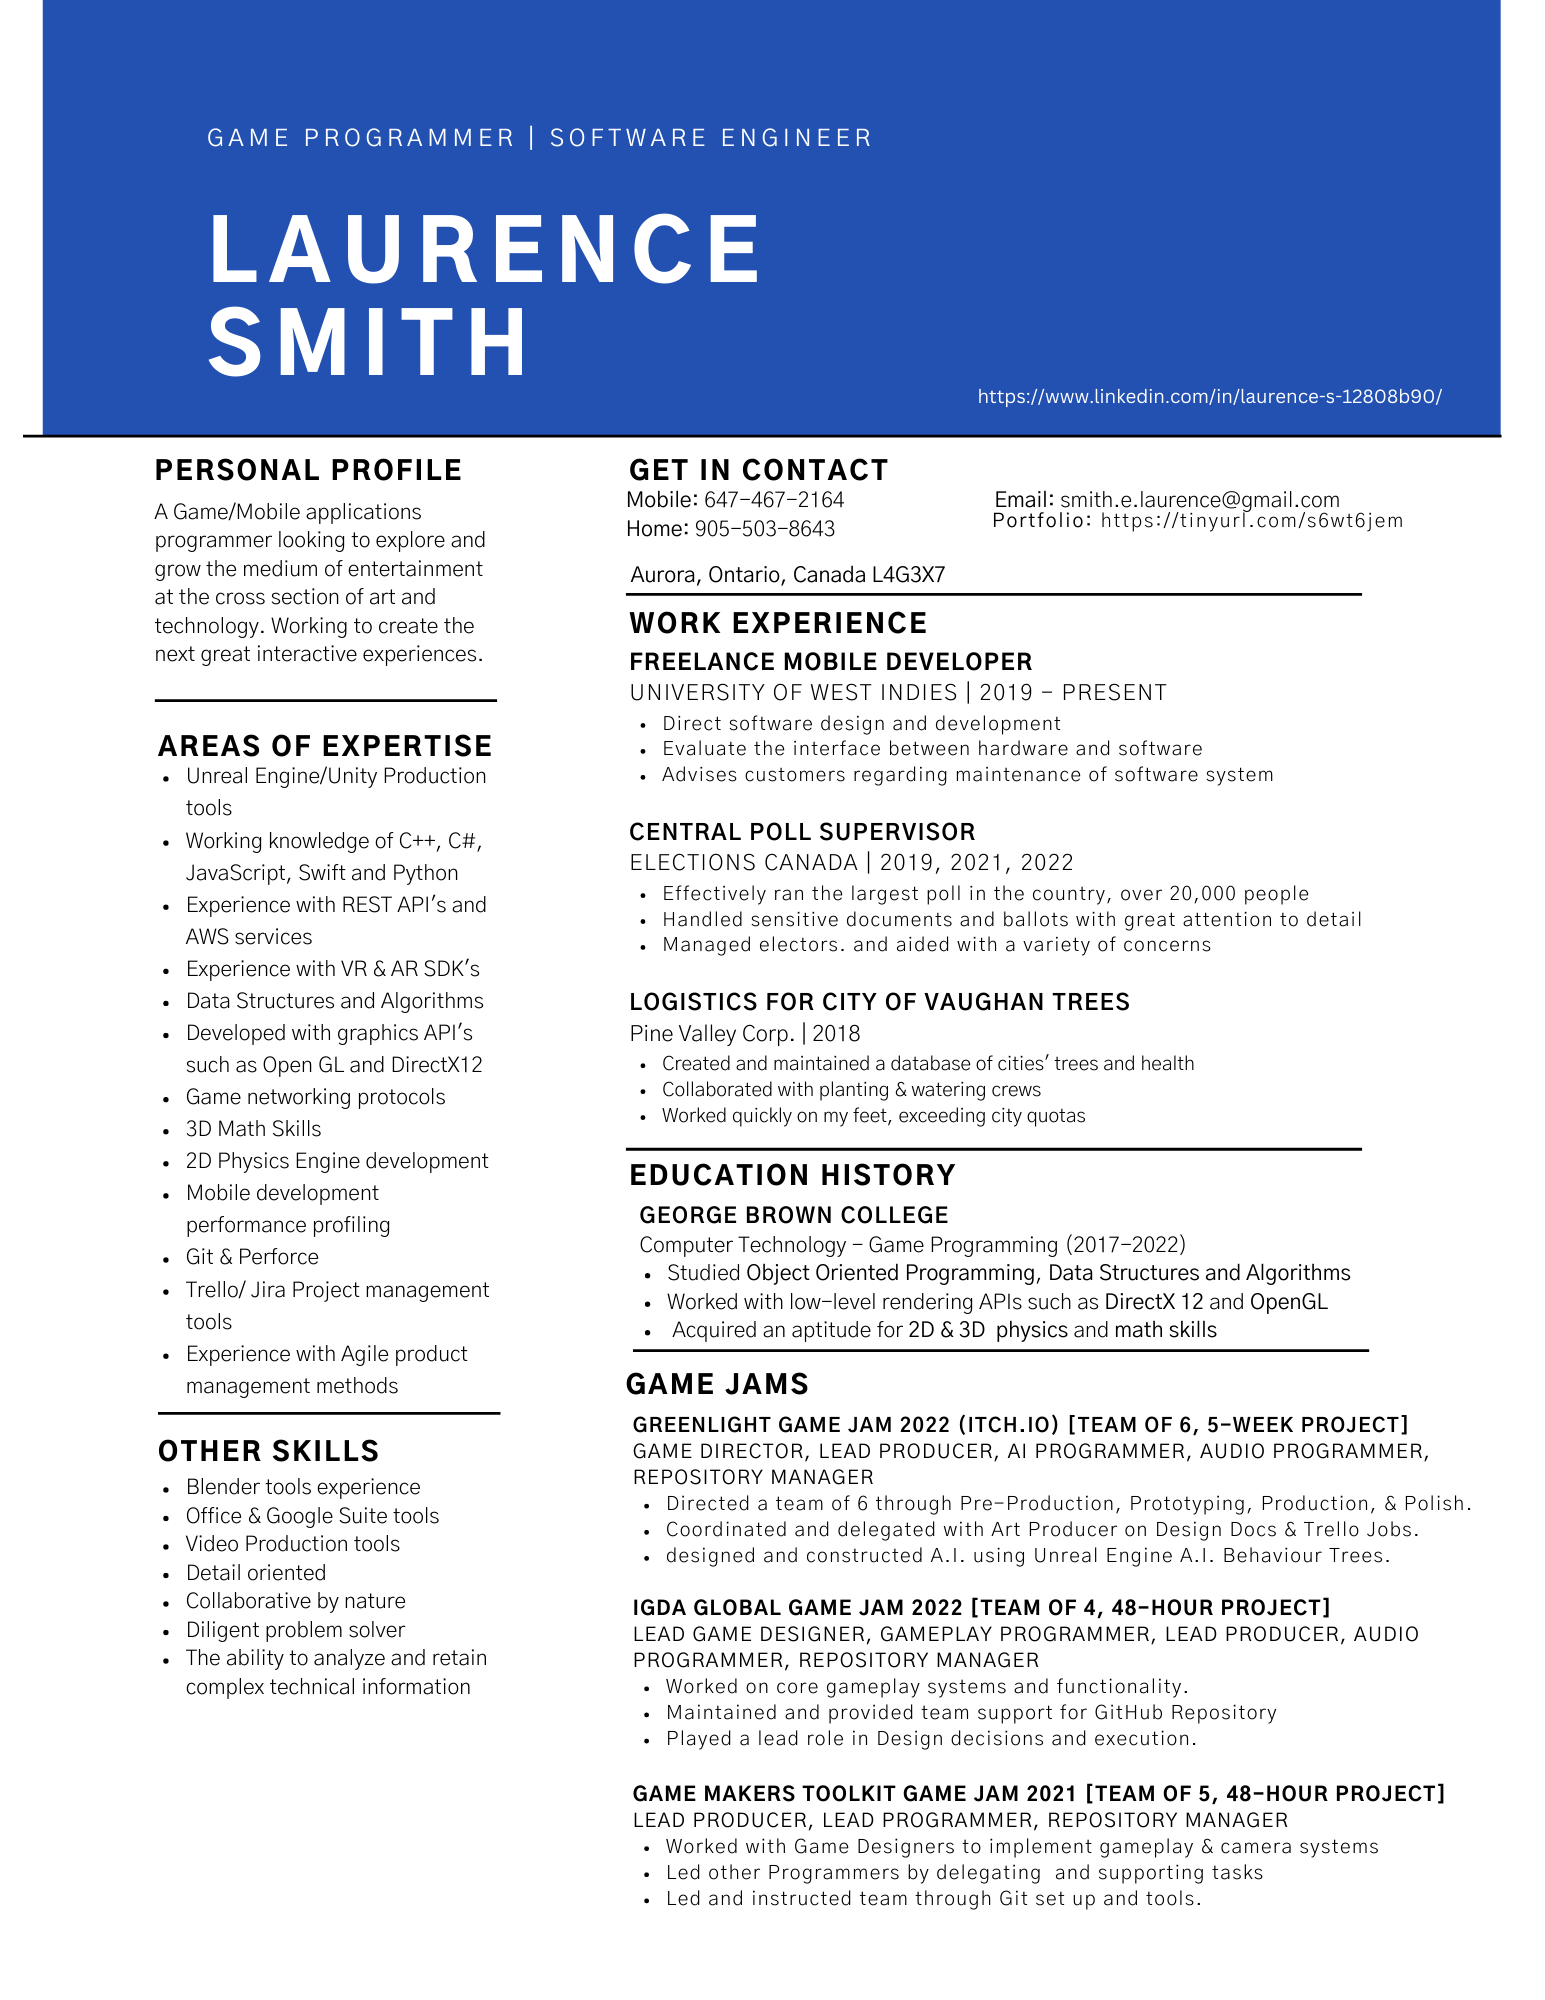 GAME PROGRAMMER | SOFTWARE ENGINEER
LAURENCE
SMITH
https://www.linkedin.com/in/laurence-s-12808b90/
PERSONAL PROFILE
A Game/Mobile applications
programmer looking to explore and
grow the medium of entertainment
at the cross section of art and
technology. Working to create the
next great interactive experiences.
AREAS OF EXPERTISE
• Unreal Engine/Unity Production
tools
• Working knowledge of C++, C#,
JavaScript, Swift and Python
• Experience with REST API's and
AWS services
• Experience with VR & AR SDK's
• Data Structures and Algorithms
• Developed with graphics API's
such as Open GL and DirectX12
• Game networking protocols
• 3D Math Skills
• 2D Physics Engine development
• Mobile development
performance profiling
• Git & Perforce
• Trello/ Jira Project management
tools
• Experience with Agile product
management methods
OTHER SKILLS
• Blender tools experience
• Office & Google Suite tools
• Video Production tools
• Detail oriented
• Collaborative by nature
• Diligent problem solver
• The ability to analyze and retain
complex technical information
GET IN CONTACT
Mobile: 647-467-2164
Home: 905-503-8643
Email: smith.e.laurence@gmail.com
Portfolio: https://tinyurl.com/s6wt6jem
Aurora, Ontario, Canada L4G3X7
WORK EXPERIENCE
FREELANCE MOBILE DEVELOPER
UNIVERSITY OF WEST INDIES | 2019 - PRESENT
• Direct software design and development
• Evaluate the interface between hardware and software
• Advises customers regarding maintenance of software system
CENTRAL POLL SUPERVISOR
ELECTIONS CANADA | 2019, 2021, 2022
• Effectively ran the largest poll in the country, over 20,000 people
• Handled sensitive documents and ballots with great attention to detail
• Managed electors. and aided with a variety of concerns
LOGISTICS FOR CITY OF VAUGHAN TREES
Pine Valley Corp. | 2018
• Created and maintained a database of cities' trees and health
• Collaborated with planting & watering crews
• Worked quickly on my feet, exceeding city quotas
EDUCATION HISTORY
GEORGE BROWN COLLEGE
Computer Technology - Game Programming (2017-2022)
• Studied Object Oriented Programming, Data Structures and Algorithms
• Worked with low-level rendering APIs such as DirectX 12 and OpenGL
• Acquired an aptitude for 2D & 3D physics and math skills
GAME JAMS
GREENLIGHT GAME JAM 2022 (ITCH.IO) [TEAM OF 6, 5-WEEK PROJECT]
GAME DIRECTOR, LEAD PRODUCER, AI PROGRAMMER, AUDIO PROGRAMMER,
REPOSITORY MANAGER
• Directed a team of 6 through Pre-Production, Prototyping, Production, & Polish.
• Coordinated and delegated with Art Producer on Design Docs & Trello Jobs.
• designed and constructed A.I. using Unreal Engine A.I. Behaviour Trees.
IGDA GLOBAL GAME JAM 2022 [TEAM OF 4, 48-HOUR PROJECT]
LEAD GAME DESIGNER, GAMEPLAY PROGRAMMER, LEAD PRODUCER, AUDIO
PROGRAMMER, REPOSITORY MANAGER
• Worked on core gameplay systems and functionality.
• Maintained and provided team support for GitHub Repository
• Played a lead role in Design decisions and execution.
GAME MAKERS TOOLKIT GAME JAM 2021 [TEAM OF 5, 48-HOUR PROJECT]
LEAD PRODUCER, LEAD PROGRAMMER, REPOSITORY MANAGER
• Worked with Game Designers to implement gameplay & camera systems
• Led other Programmers by delegating and supporting tasks
• Led and instructed team through Git set up and tools.